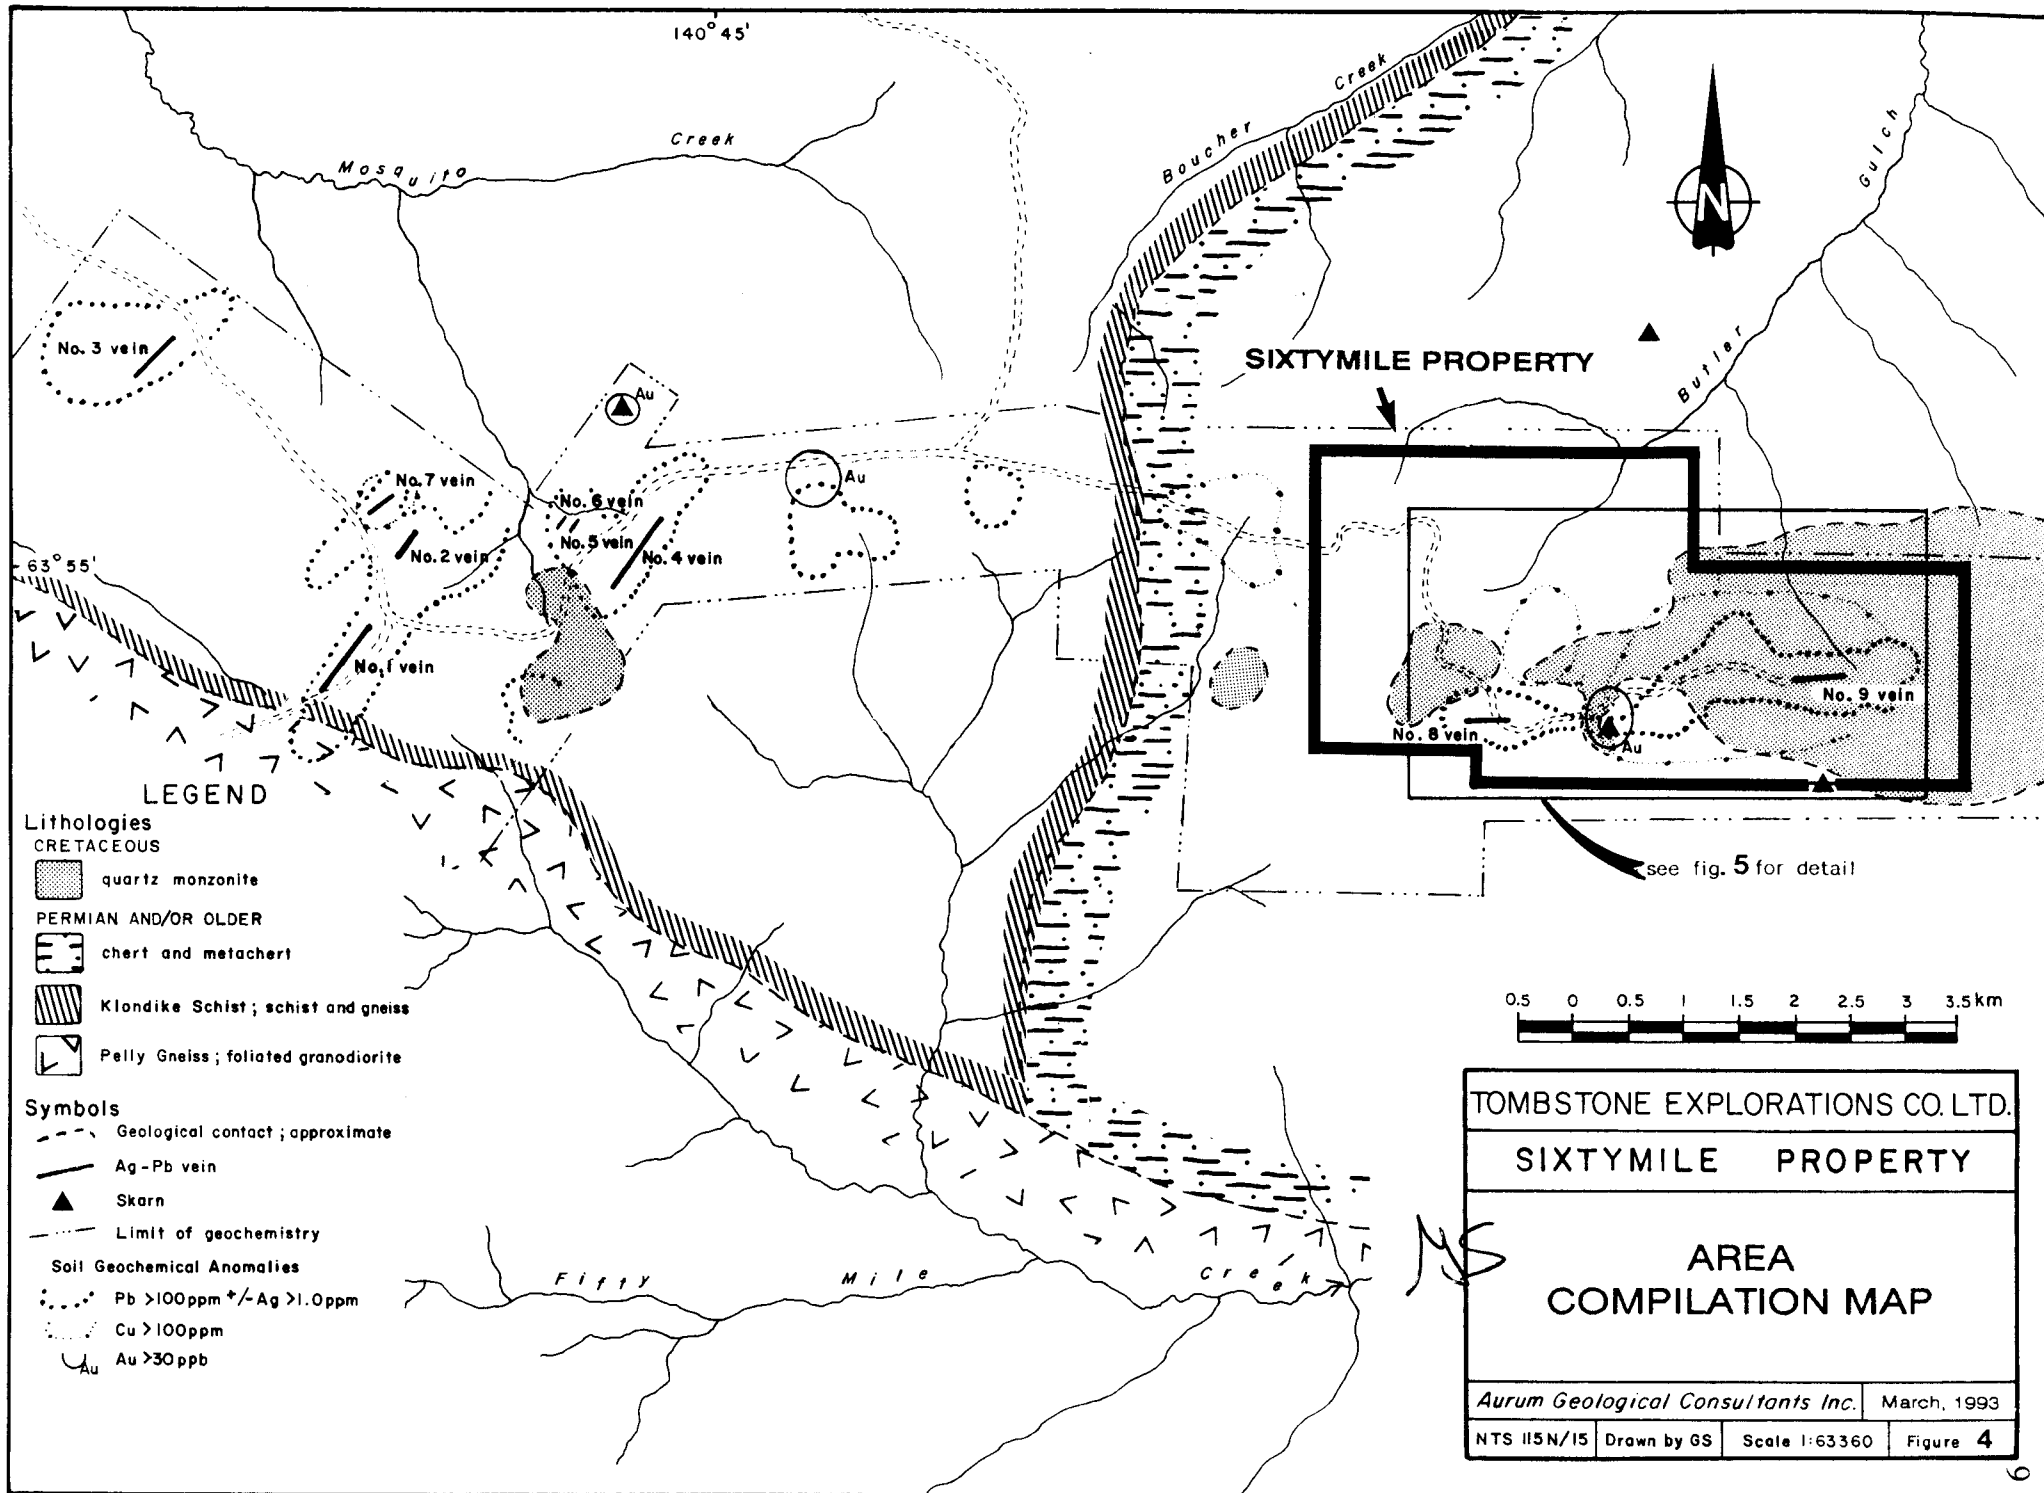 140°45'
Boucher Creek
Mosquito Creek
Butler Gulch
N
SIXTYMILE PROPERTY
No. 3 vein
Au
No. 7 vein
No. 6 vein
Au
No. 2 vein
No. 5 vein
No. 4 vein
63°55'
No. 1 vein
No. 9 vein
No. 8 vein
Au
see fig. 5 for detail
LEGEND
Lithologies
CRETACEOUS
quartz monzonite
PERMIAN AND/OR OLDER
chert and metachert
Klondike Schist; schist and gneiss
Pelly Gneiss; foliated granodiorite
Symbols
Geological contact; approximate
Ag-Pb vein
Skarn
Limit of geochemistry
Soil Geochemical Anomalies
Pb >100ppm +/-Ag >1.0ppm
Cu >100ppm
Au Au >30ppb
Fifty Mile Creek
0.5 0 0.5 1 1.5 2 2.5 3 3.5km
TOMBSTONE EXPLORATIONS CO. LTD.
SIXTYMILE PROPERTY
MS
AREA
COMPILATION MAP
Aurum Geological Consultants Inc. March, 1993
NTS 115N/15 Drawn by GS Scale 1:63360 Figure 4
9